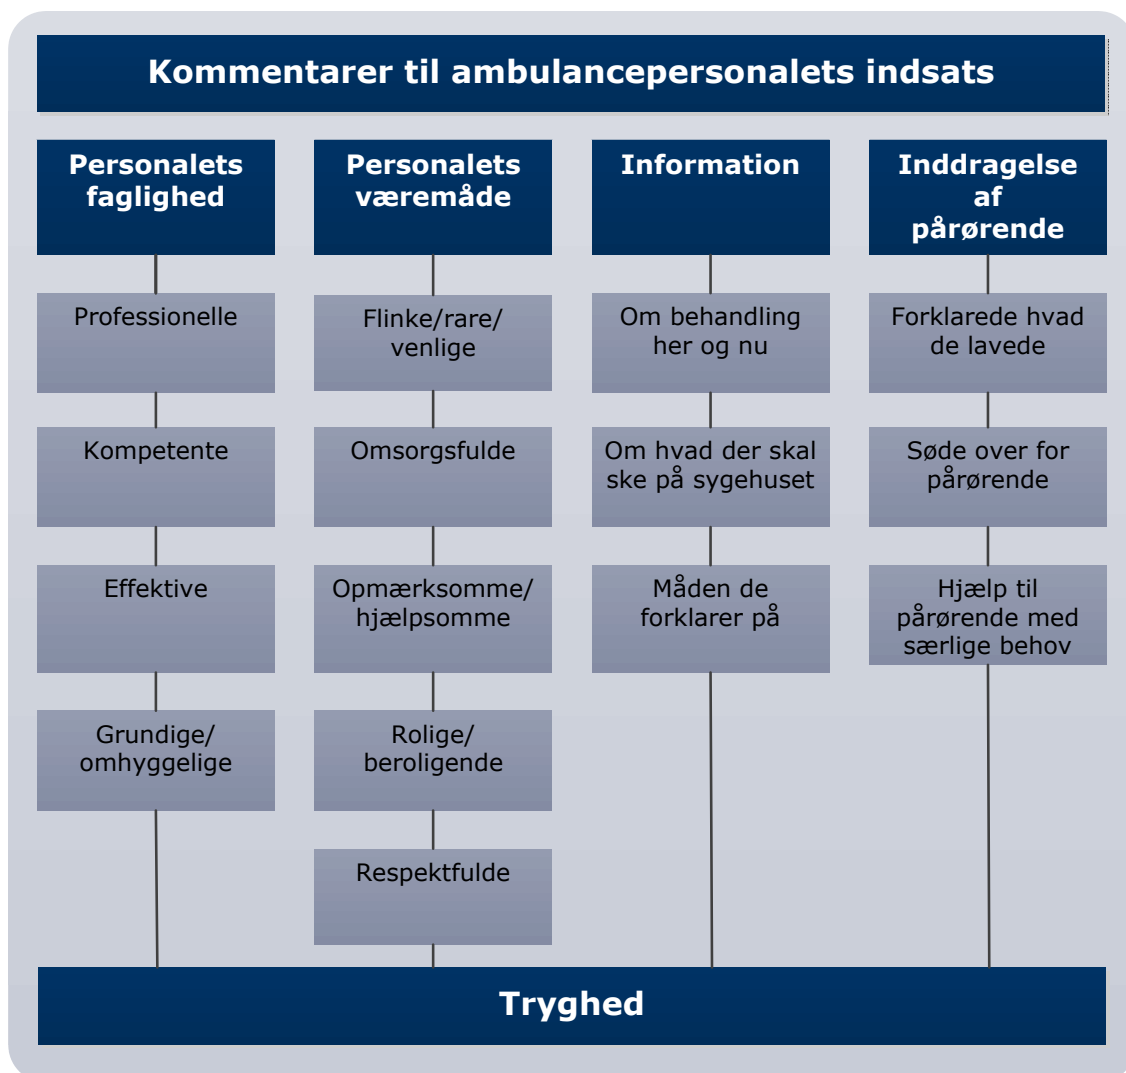 Kommentarer til ambulancepersonalets indsats
Personalets
faglighed
Professionelle
Kompetente
Effektive
Grundige/
omhyggelige
Personalets
væremåde
Flinke/rare/
venlige
Omsorgsfulde
Opmærksomme/
hjælpsomme
Rolige/
beroligende
Respektfulde
Information
Om behandling
her og nu
Om hvad der skal
ske på sygehuset
Måden de
forklarer på
Inddragelse
af
pårørende
Forklarede hvad
de lavede
Søde over for
pårørende
Hjælp til
pårørende med
særlige behov
Tryghed